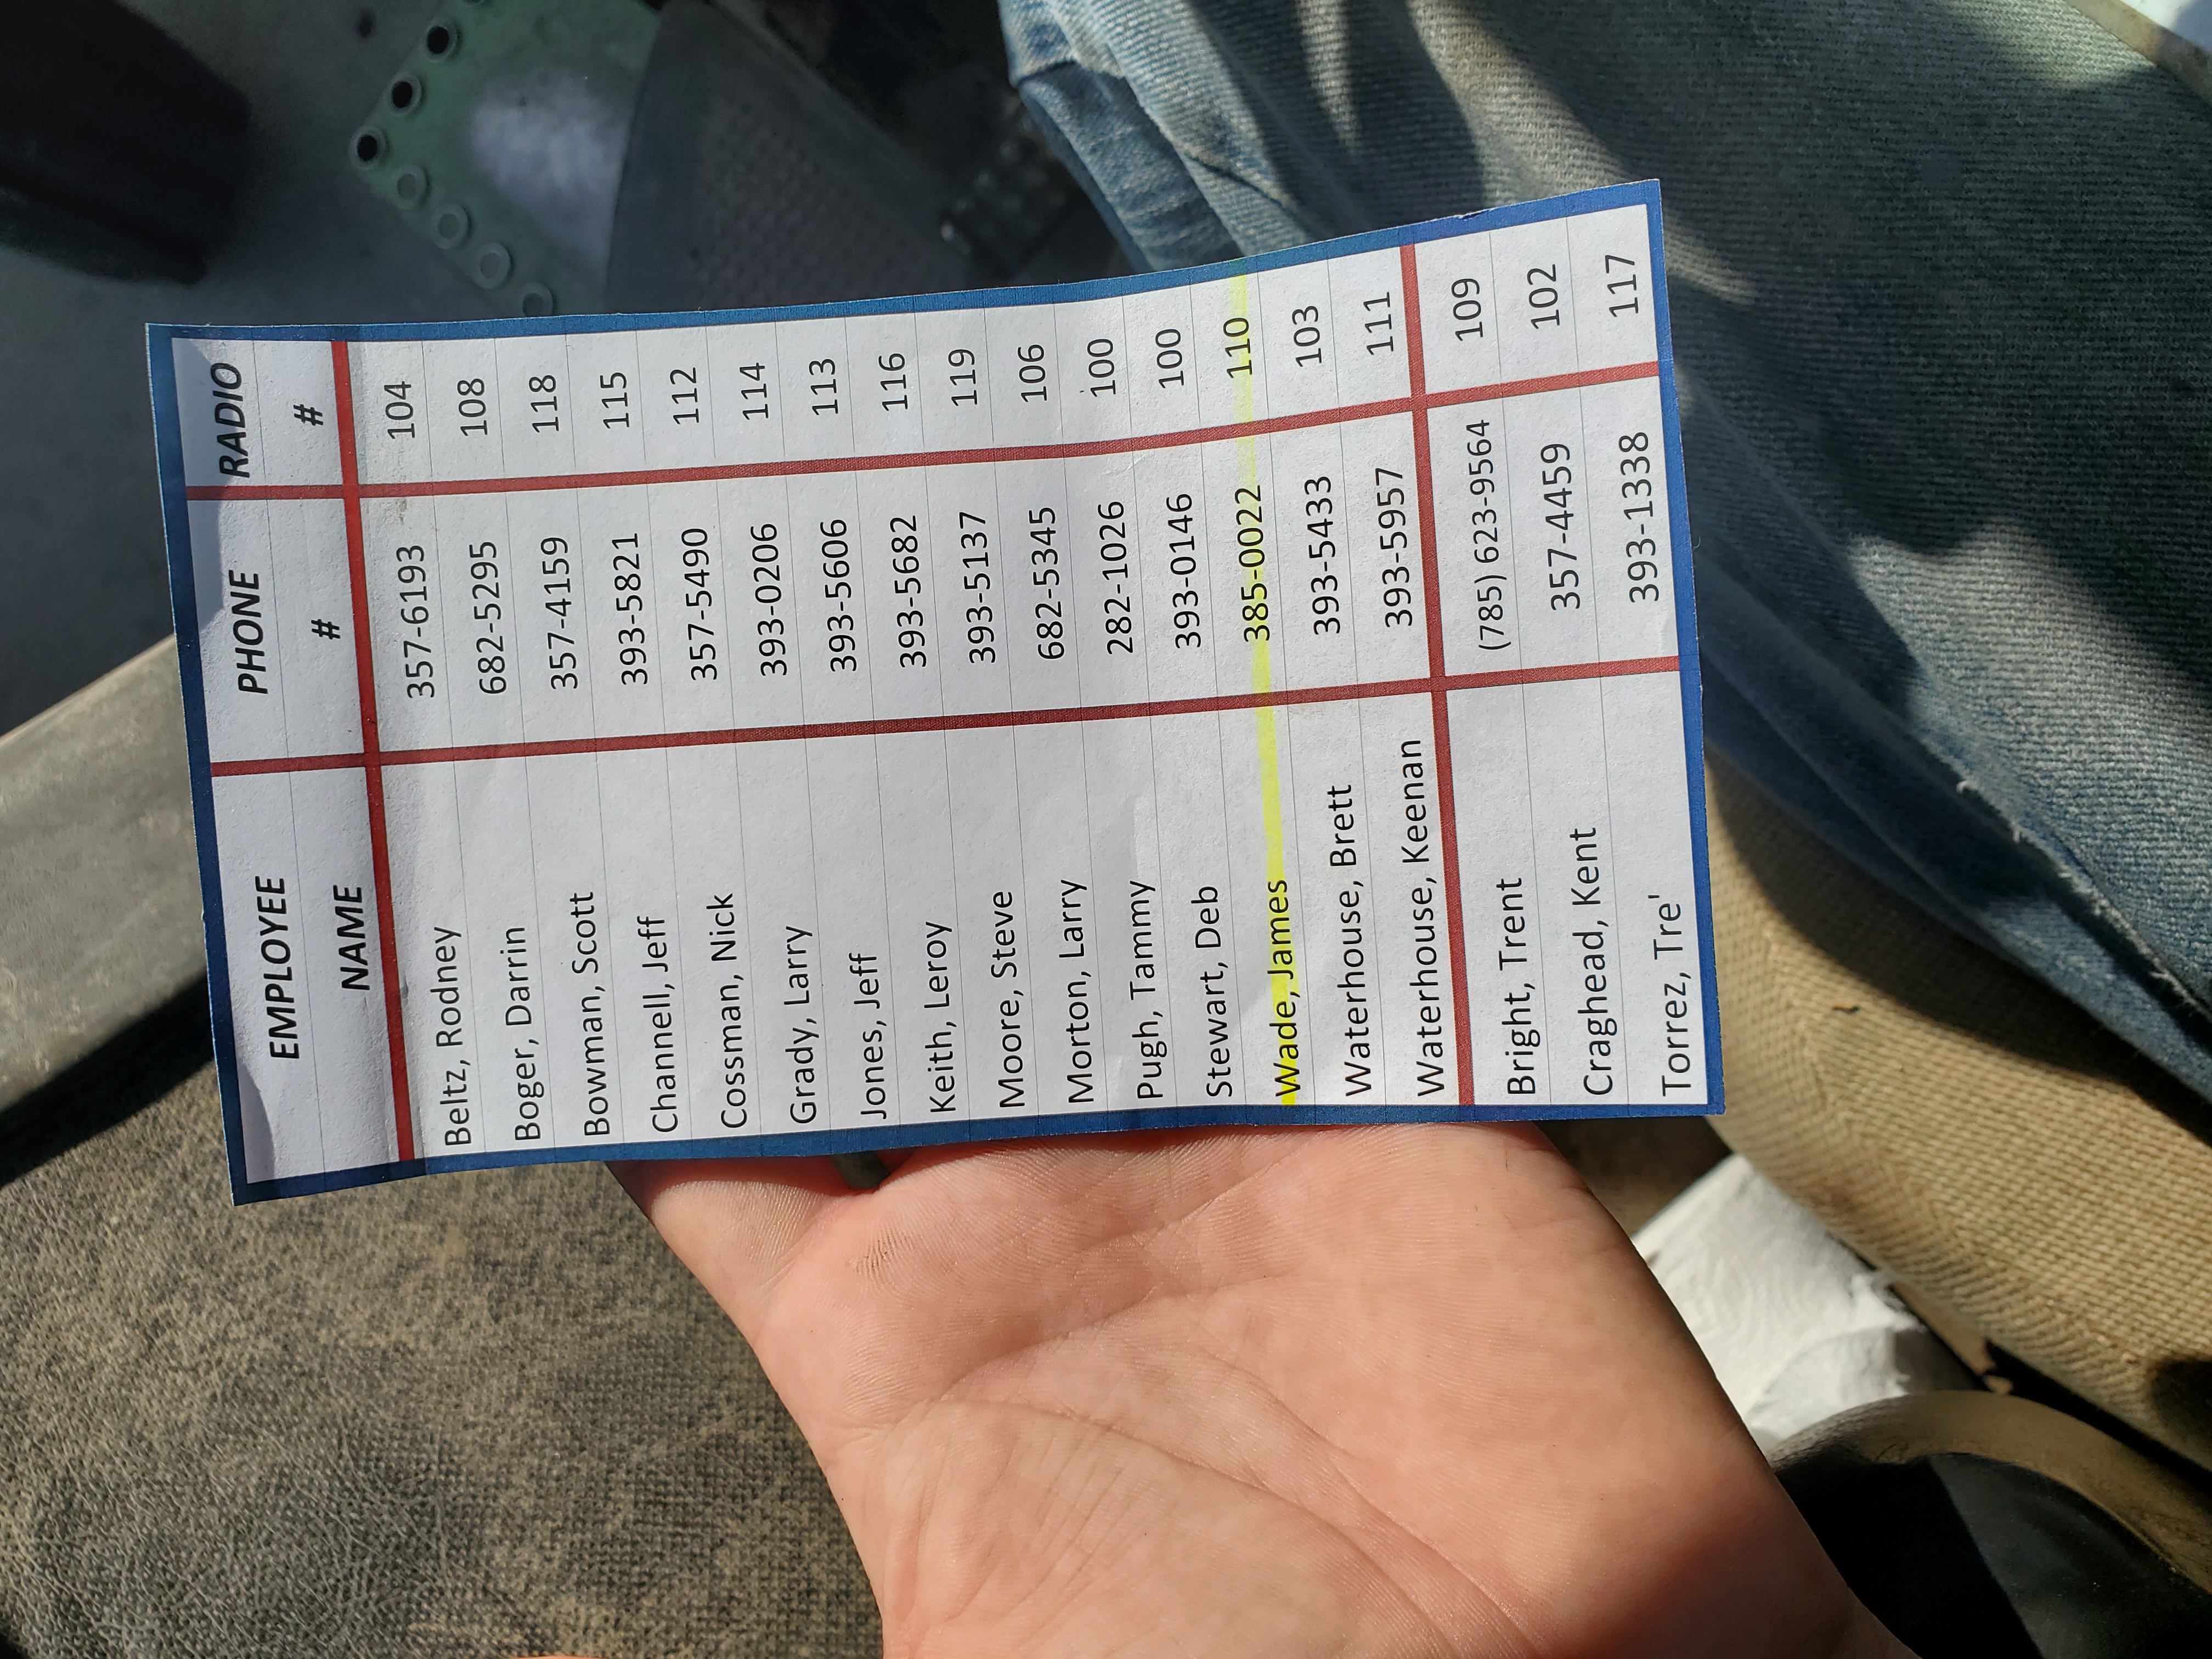 EMPLOYEE NAME PHONE # RADIO #
Beltz, Rodney 357-6193 104
Boger, Darrin 682-5295 108
Bowman, Scott 357-4159 118
Channell, Jeff 393-5821 115
Cossman, Nick 357-5490 112
Grady, Larry 393-0206 114
Jones, Jeff 393-5606 113
Keith, Leroy 393-5682 116
Moore, Steve 393-5137 119
Morton, Larry 682-5345 106
Pugh, Tammy 282-1026 100
Stewart, Deb 393-0146 100
Wade, James 385-0022 110
Waterhouse, Brett 393-5433 103
Waterhouse, Keenan 393-5957 111
Bright, Trent (785) 623-9564 109
Craghead, Kent 357-4459 102
Torrez, Tre' 393-1338 117